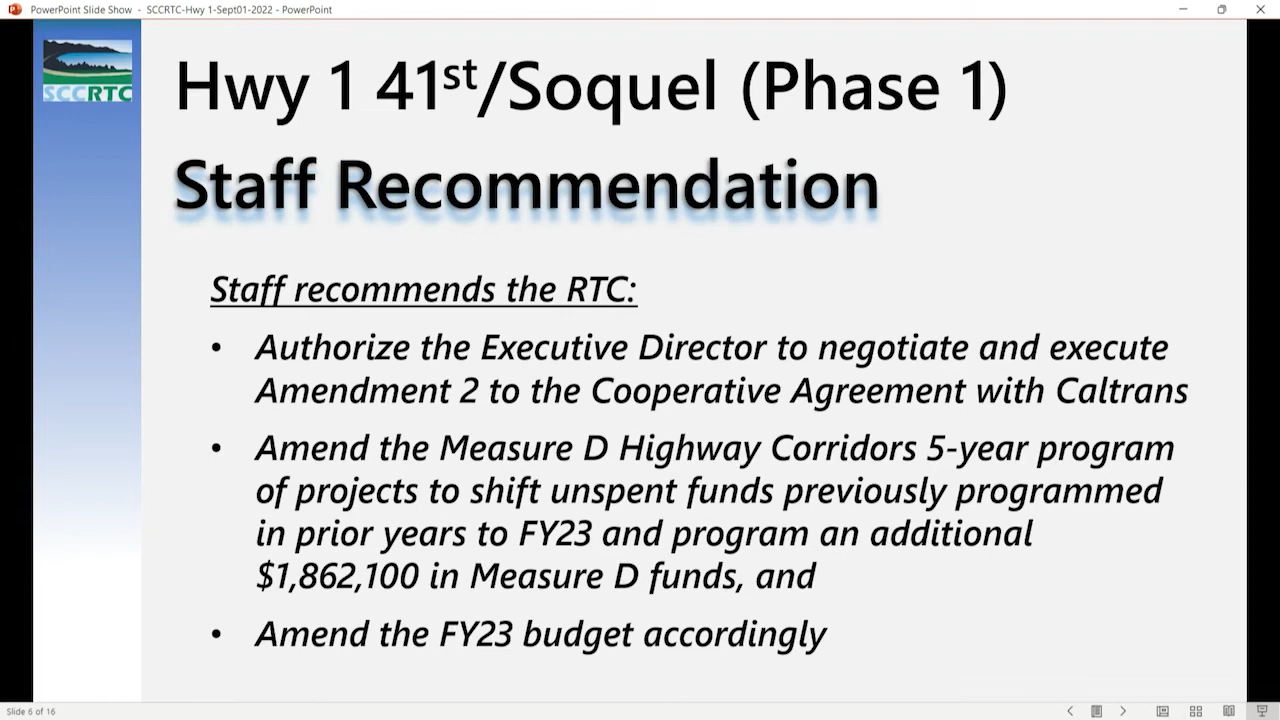 PowerPoint Slide Show - SCCRTC-Hwy 1-Sept01-2022 - PowerPoint
SCCRTC
Hwy 1 41st/Soquel (Phase 1)
Staff Recommendation
Staff recommends the RTC:
• Authorize the Executive Director to negotiate and execute
Amendment 2 to the Cooperative Agreement with Caltrans
• Amend the Measure D Highway Corridors 5-year program
of projects to shift unspent funds previously programmed
in prior years to FY23 and program an additional
$1,862,100 in Measure D funds, and
• Amend the FY23 budget accordingly
Slide 6 of 16